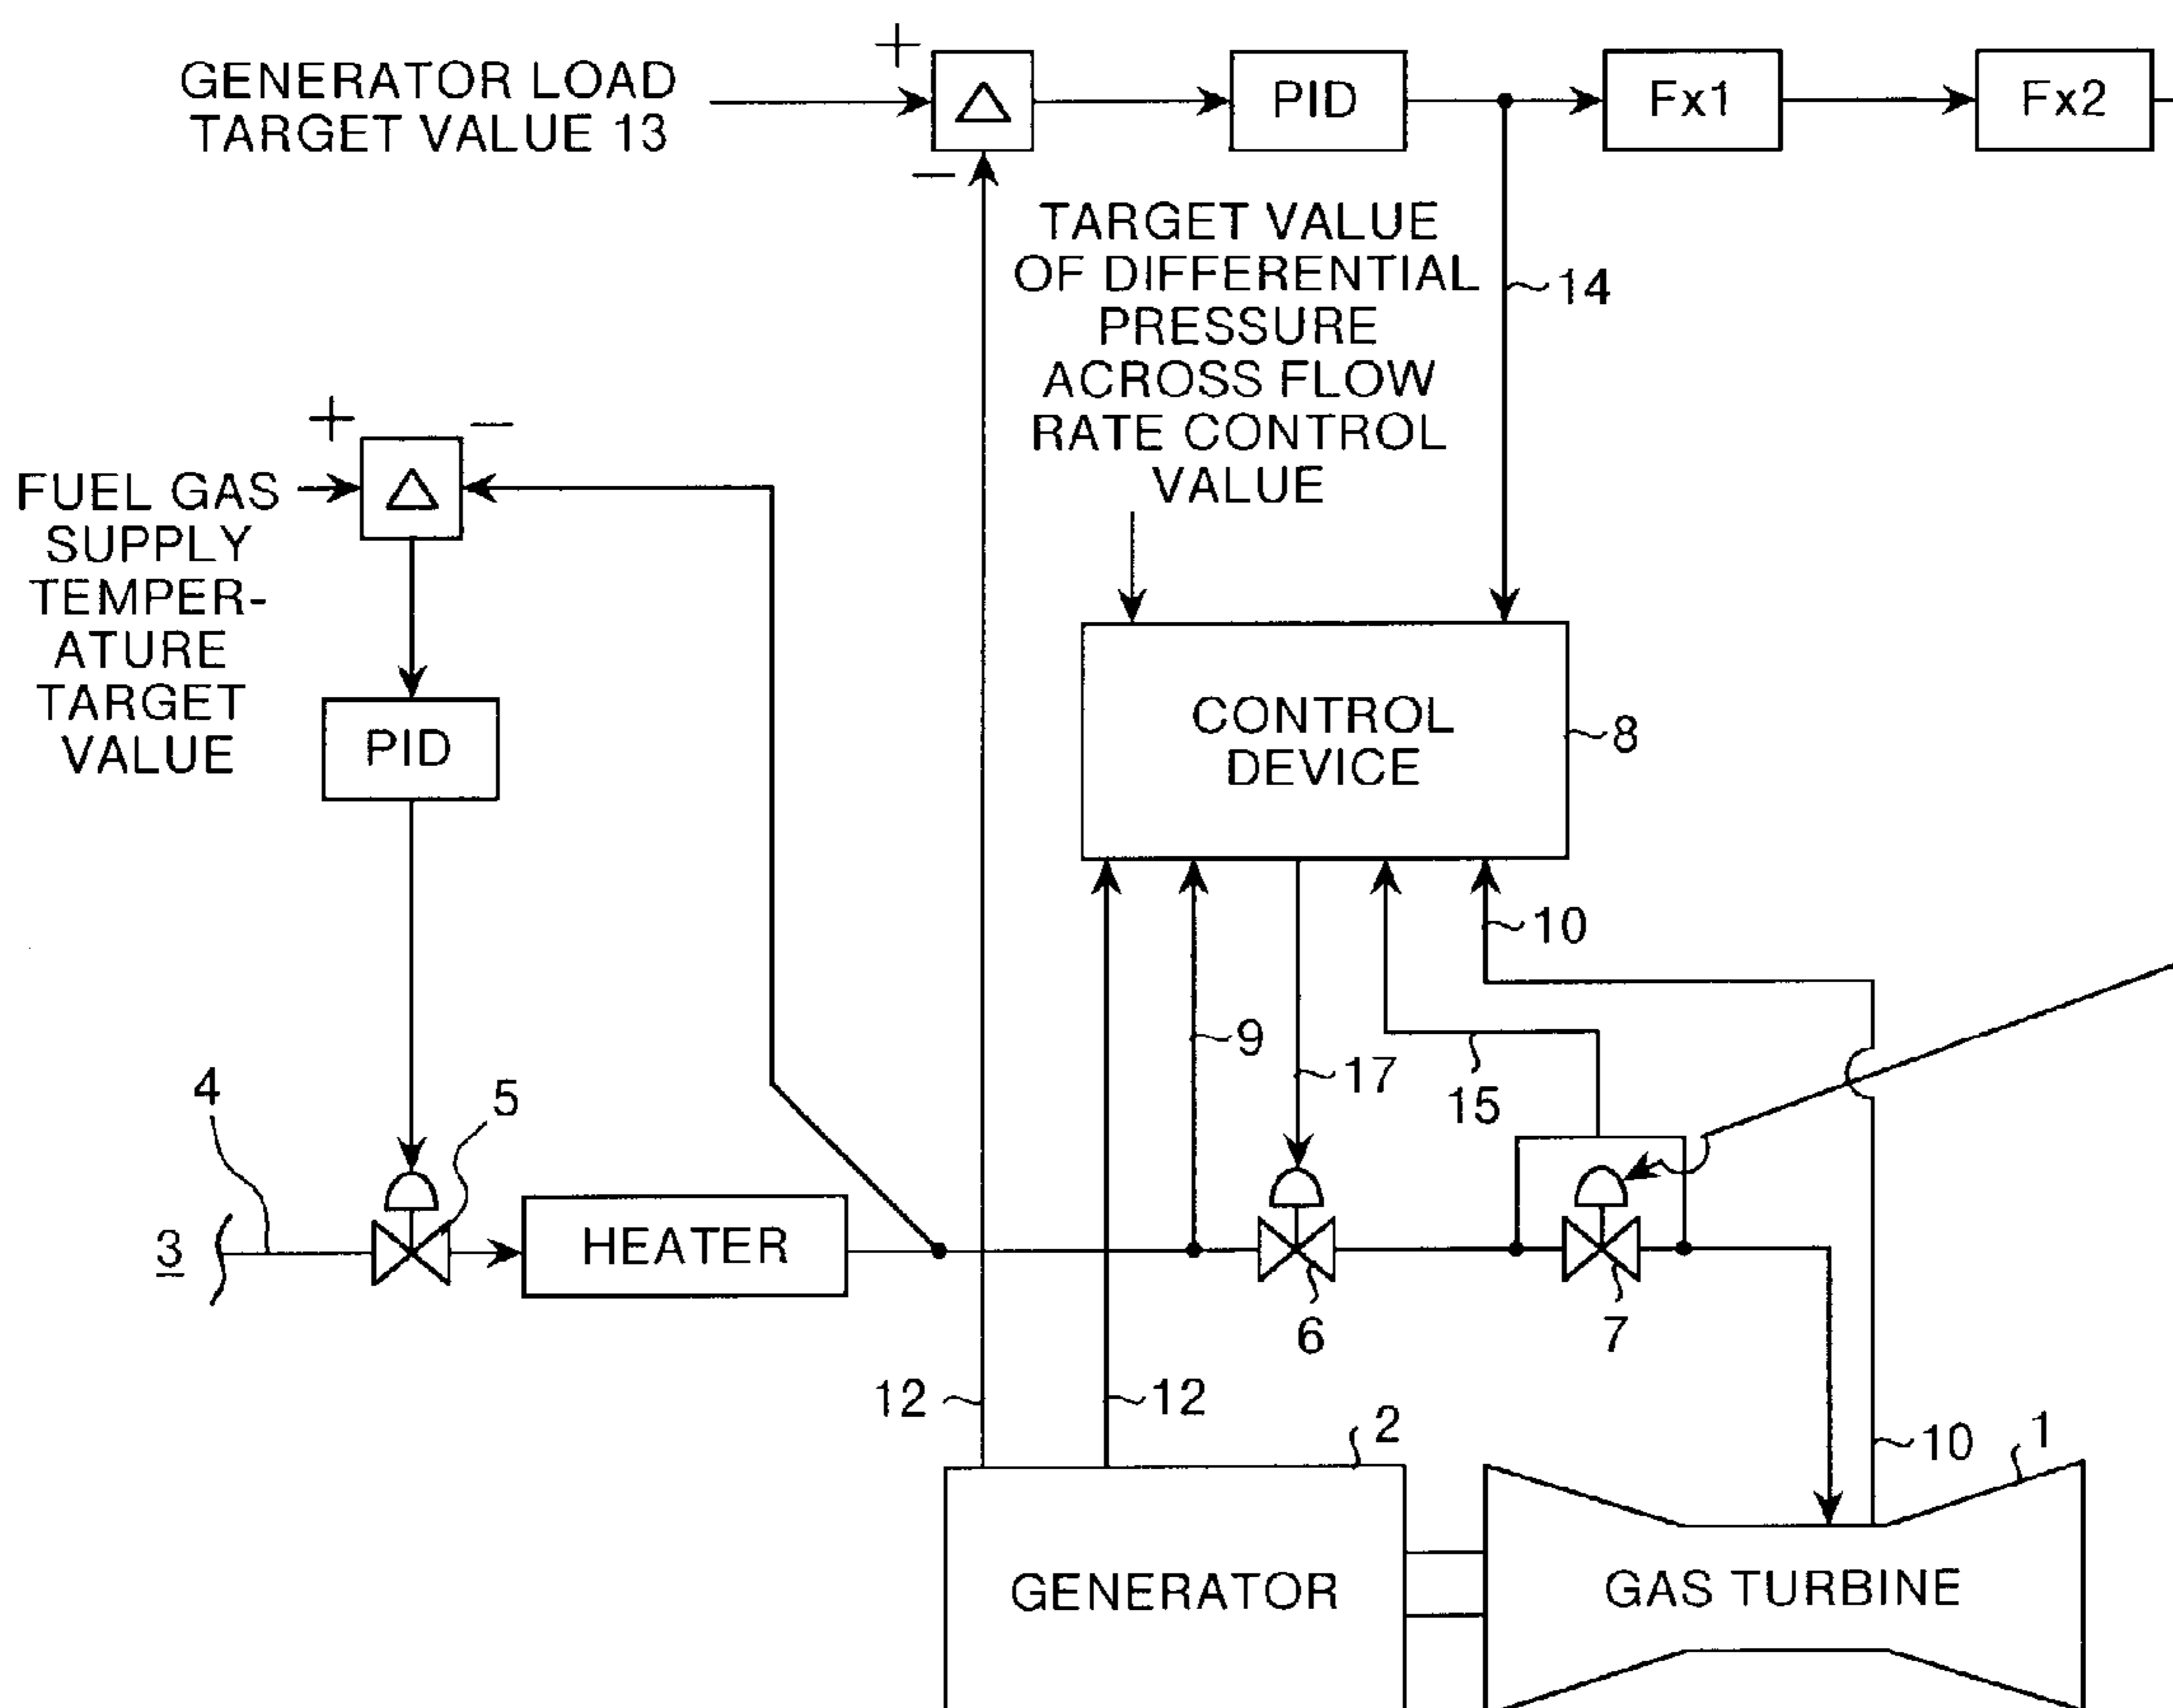 GENERATOR LOAD
TARGET VALUE 13
+
−
△
PID
Fx1
Fx2
TARGET VALUE
OF DIFFERENTIAL
PRESSURE
ACROSS FLOW
RATE CONTROL
VALUE
14
+
−
△
FUEL GAS
SUPPLY
TEMPER-
ATURE
TARGET
VALUE
PID
CONTROL
DEVICE
8
10
9
17
15
4
5
3
HEATER
6
7
12
12
2
10
1
GENERATOR
GAS TURBINE